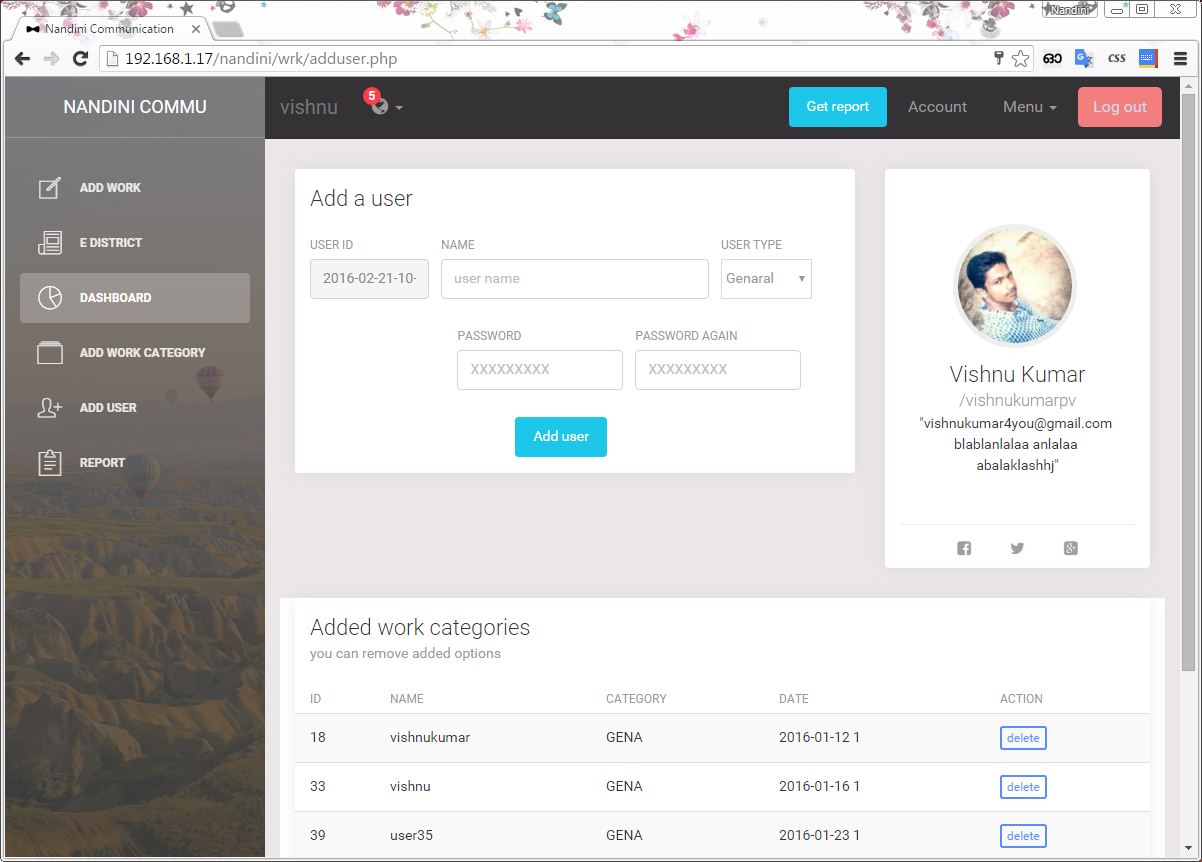 Nandini
Nandini Communication
192.168.1.17/nandini/wrk/adduser.php
CSS
NANDINI COMMU
vishnu
5
Get report
Account
Menu
Log out
ADD WORK
E DISTRICT
DASHBOARD
ADD WORK CATEGORY
ADD USER
REPORT
Add a user
USER ID
NAME
USER TYPE
2016-02-21-10-
user name
Genaral
PASSWORD
PASSWORD AGAIN
XXXXXXXXX
XXXXXXXXX
Add user
Vishnu Kumar
/vishnukumarpv
"vishnukumar4you@gmail.com
blablanlalaa anlalaa
abalaklashhj"
Added work categories
you can remove added options
ID NAME CATEGORY DATE ACTION
18 vishnukumar GENA 2016-01-12 1 delete
33 vishnu GENA 2016-01-16 1 delete
39 user35 GENA 2016-01-23 1 delete